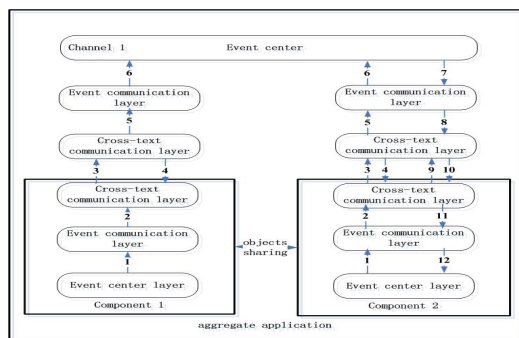 Channel 1 Event center
6 6 7
Event communication layer
Event communication layer
5 5 8
Cross-text communication layer
Cross-text communication layer
3 4 3 4 9 10
Cross-text communication layer
Cross-text communication layer
2 2 11
Event communication layer
objects sharing
Event communication layer
1 1 12
Event center layer
Event center layer
Component 1
Component 2
aggregate application